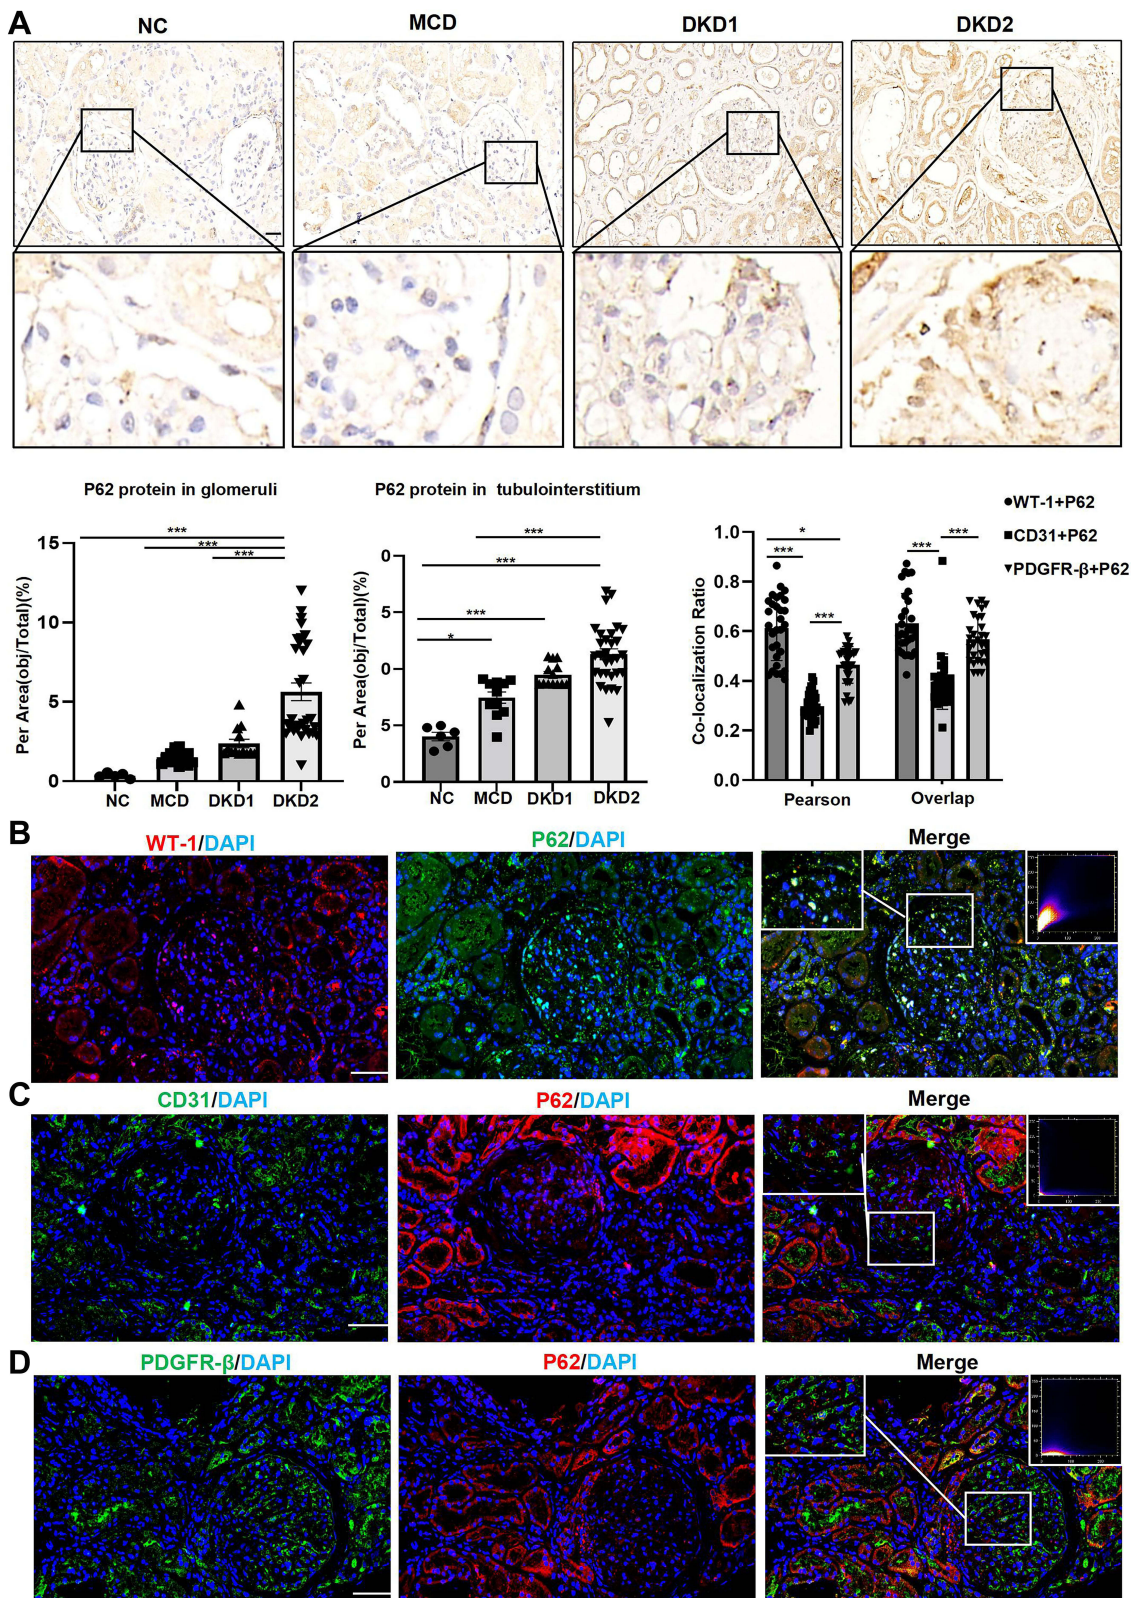 A
NC MCD DKD1 DKD2
P62 protein in glomeruli
Per Area(obj/Total)(%)
15
10
5
0
***
***
***
NC MCD DKD1 DKD2
P62 protein in tubulointerstitium
Per Area(obj/Total)(%)
0
5
0
5
0
***
***
***
*
NC MCD DKD1 DKD2
Co-localization Ratio
1.0
0.8
0.6
0.4
0.2
0.0
*
***
***
***
***
Pearson Overlap
WT-1+P62
CD31+P62
PDGFR-β+P62
B
WT-1/DAPI P62/DAPI Merge
C
CD31/DAPI P62/DAPI Merge
D
PDGFR-β/DAPI P62/DAPI Merge